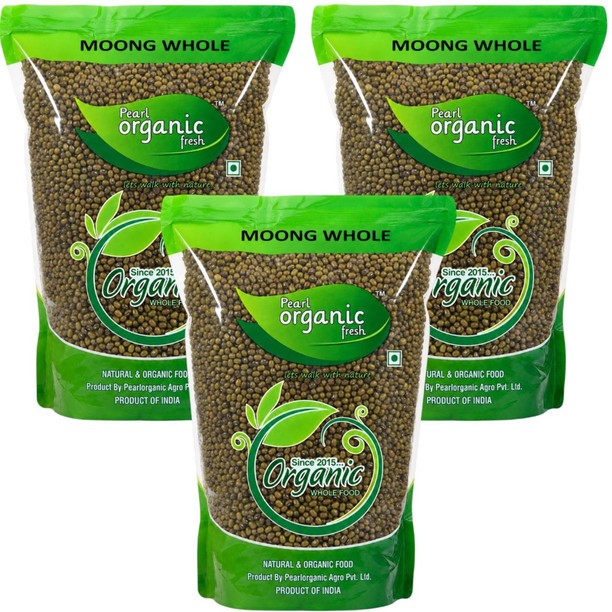 MOONG WHOLE
Pearl
organic
fresh
TM
lets walk with nature
Since 2015...
Organic
WHOLE FOOD
NATURAL & ORGANIC FOOD
Product By Pearlorganic Agro Pvt. Ltd.
PRODUCT OF INDIA
MOONG WHOLE
Pearl
organic
fresh
TM
lets walk with nature
Since 2015...
rganic
WHOLE FOOD
NATURAL & ORGANIC FOOD
Product By Pearlorganic Agro Pvt. Ltd.
PRODUCT OF INDIA
MOONG WHOLE
Pearl
organic
fresh
TM
lets walk with nature
Since 2015...
Organic
WHOLE FOOD
NATURAL & ORGANIC FOOD
Product By Pearlorganic Agro Pvt. Ltd.
PRODUCT OF INDIA